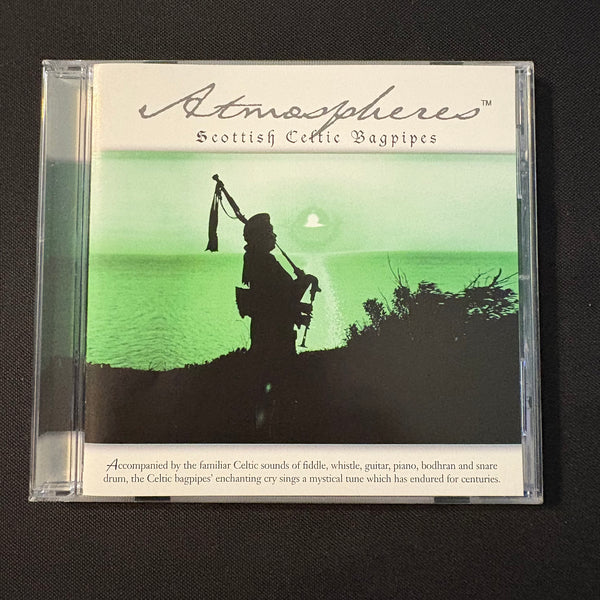 Atmospheres™
Scottish Celtic Bagpipes
Accompanied by the familiar Celtic sounds of fiddle, whistle, guitar, piano, bodhran and snare
drum, the Celtic bagpipes' enchanting cry sings a mystical tune which has endured for centuries.